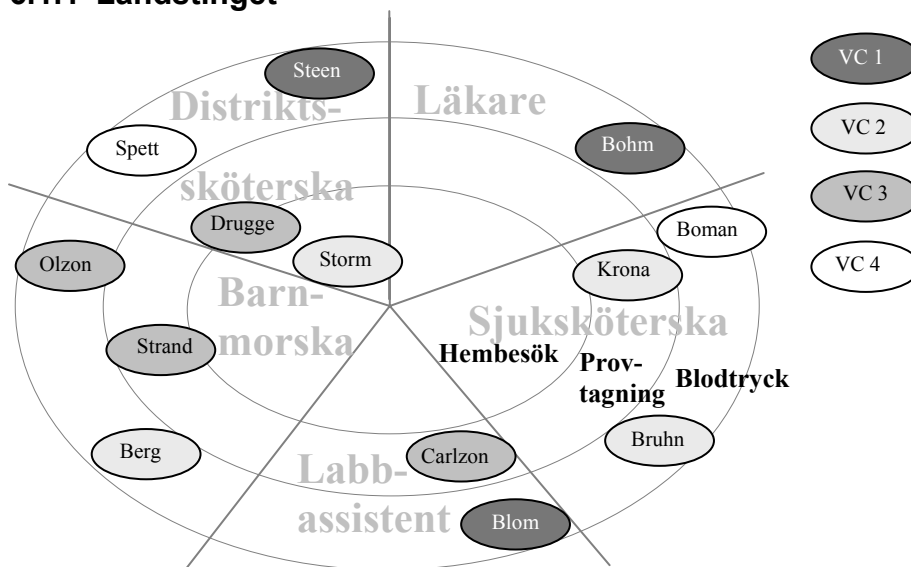 Landstinget
Steen
VC 1
Distrikts-
Läkare
VC 2
Spett
Bohm
sköterska
VC 3
Drugge
Boman
Olzon
Storm
Krona
VC 4
Barn-
morska
Sjuksköterska
Strand
Hembesök
Prov-
tagning
Blodtryck
Berg
Carlzon
Bruhn
Labb-
assistent
Blom